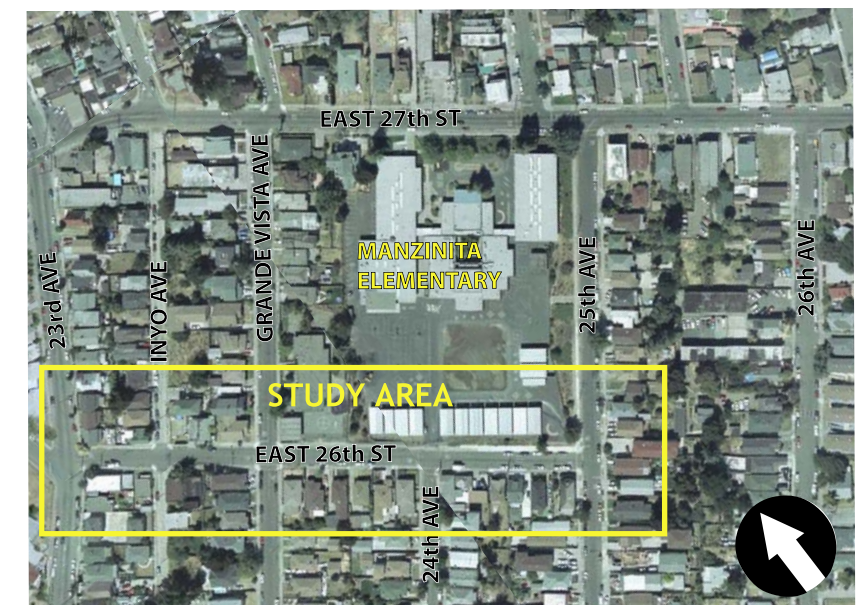 EAST 27th ST
MANZINITA
ELEMENTARY
23rd AVE
INYO AVE
GRANDE VISTA AVE
25th AVE
26th AVE
STUDY AREA
EAST 26th ST
24th AVE